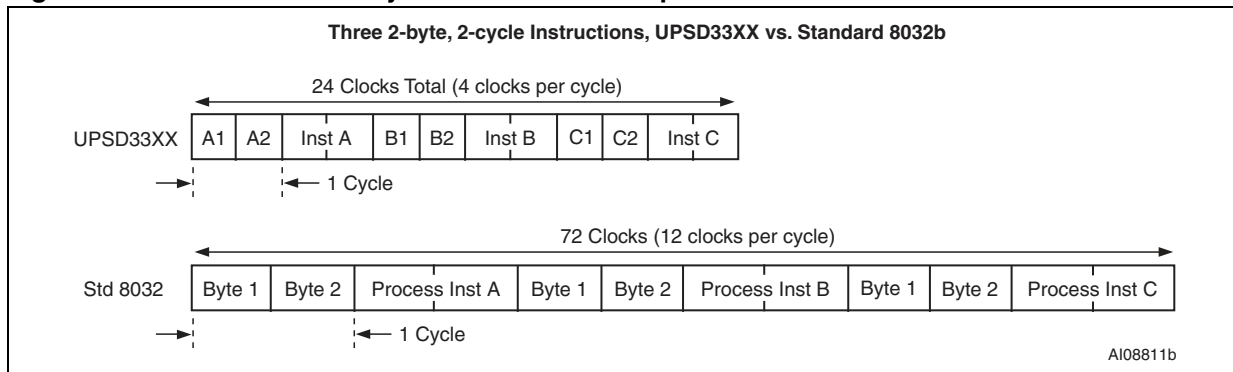 Three 2-byte, 2-cycle Instructions, UPSD33XX vs. Standard 8032b
24 Clocks Total (4 clocks per cycle)
UPSD33XX A1 A2 Inst A B1 B2 Inst B C1 C2 Inst C
1 Cycle
72 Clocks (12 clocks per cycle)
Std 8032 Byte 1 Byte 2 Process Inst A Byte 1 Byte 2 Process Inst B Byte 1 Byte 2 Process Inst C
1 Cycle
AI08811b